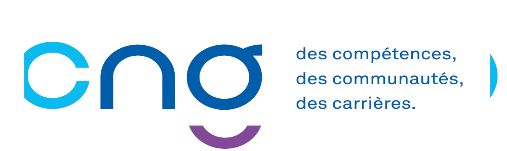 cng
des compétences,
des communautés,
des carrières.